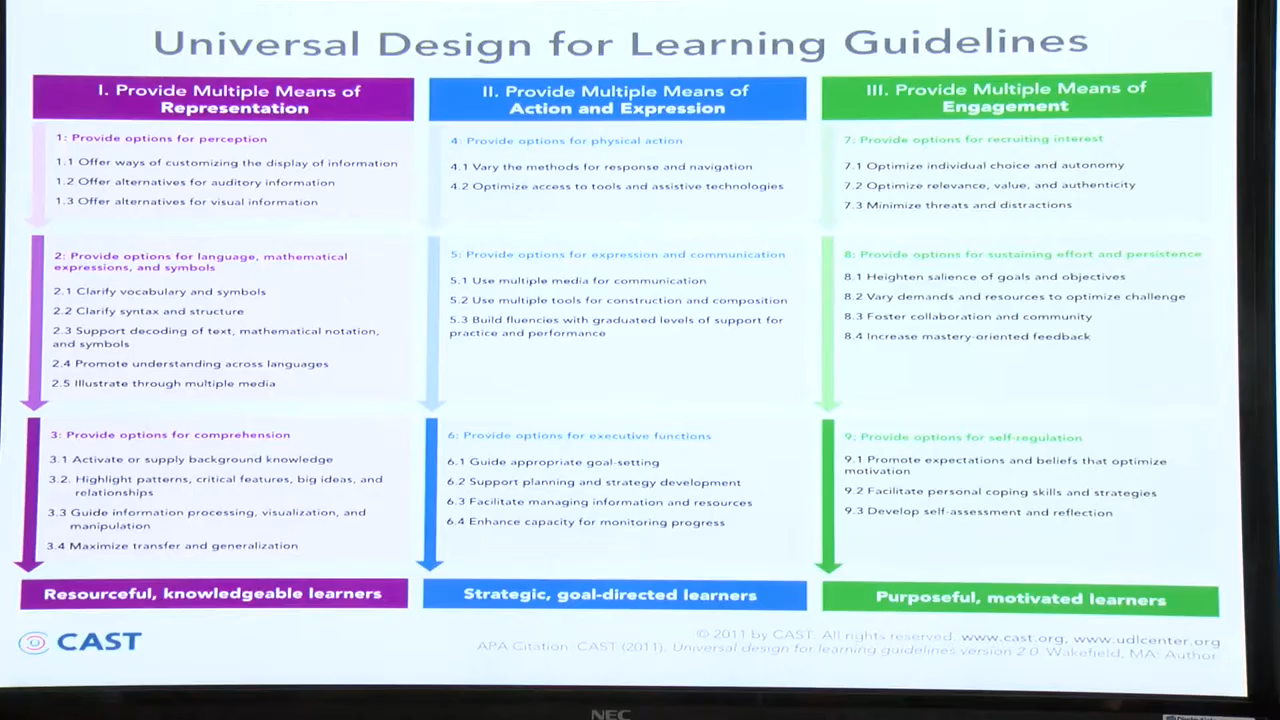 Universal Design for Learning Guidelines
I. Provide Multiple Means of
Representation
1: Provide options for perception
1.1 Offer ways of customizing the display of information
1.2 Offer alternatives for auditory information
1.3 Offer alternatives for visual information
2: Provide options for language, mathematical
expressions, and symbols
2.1 Clarify vocabulary and symbols
2.2 Clarify syntax and structure
2.3 Support decoding of text, mathematical notation,
and symbols
2.4 Promote understanding across languages
2.5 Illustrate through multiple media
3: Provide options for comprehension
3.1 Activate or supply background knowledge
3.2. Highlight patterns, critical features, big ideas, and
relationships
3.3 Guide information processing, visualization, and
manipulation
3.4 Maximize transfer and generalization
Resourceful, knowledgeable learners
II. Provide Multiple Means of
Action and Expression
4: Provide options for physical action
4.1 Vary the methods for response and navigation
4.2 Optimize access to tools and assistive technologies
5: Provide options for expression and communication
5.1 Use multiple media for communication
5.2 Use multiple tools for construction and composition
5.3 Build fluencies with graduated levels of support for
practice and performance
6: Provide options for executive functions
6.1 Guide appropriate goal-setting
6.2 Support planning and strategy development
6.3 Facilitate managing information and resources
6.4 Enhance capacity for monitoring progress
Strategic, goal-directed learners
III. Provide Multiple Means of
Engagement
7: Provide options for recruiting interest
7.1 Optimize individual choice and autonomy
7.2 Optimize relevance, value, and authenticity
7.3 Minimize threats and distractions
8: Provide options for sustaining effort and persistence
8.1 Heighten salience of goals and objectives
8.2 Vary demands and resources to optimize challenge
8.3 Foster collaboration and community
8.4 Increase mastery-oriented feedback
9: Provide options for self-regulation
9.1 Promote expectations and beliefs that optimize
motivation
9.2 Facilitate personal coping skills and strategies
9.3 Develop self-assessment and reflection
Purposeful, motivated learners
CAST
© 2011 by CAST. All rights reserved. www.cast.org, www.udlcenter.org
APA Citation: CAST (2011). Universal design for learning guidelines version 2.0. Wakefield, MA: Author.
NEC